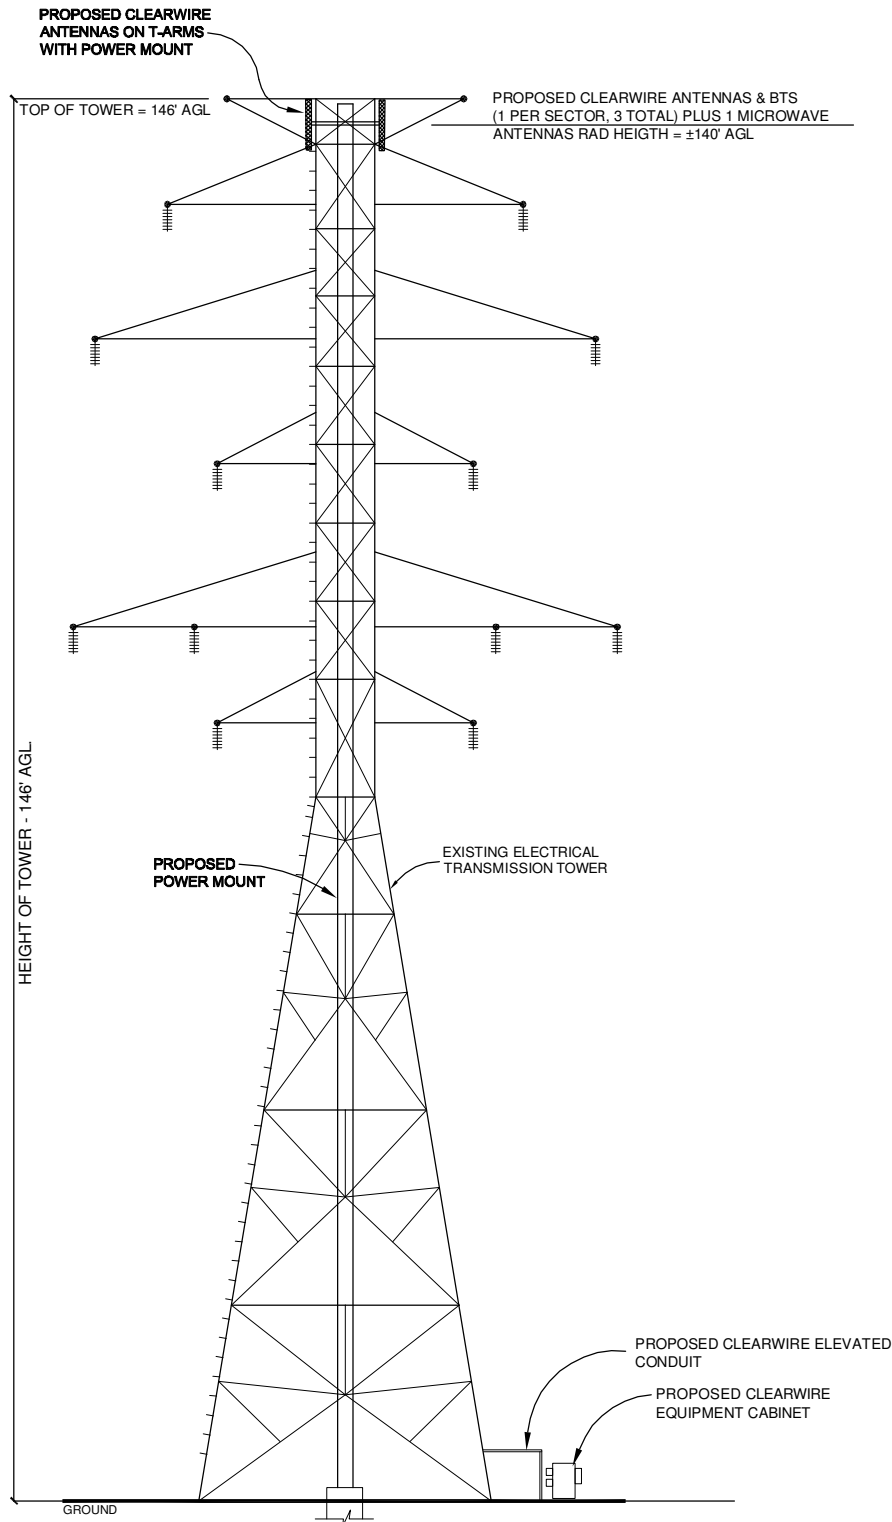 PROPOSED CLEARWIRE
ANTENNAS ON T-ARMS
WITH POWER MOUNT
TOP OF TOWER = 146' AGL
PROPOSED CLEARWIRE ANTENNAS & BTS
(1 PER SECTOR, 3 TOTAL) PLUS 1 MICROWAVE
ANTENNAS RAD HEIGTH = ±140' AGL
HEIGHT OF TOWER - 146' AGL.
PROPOSED
POWER MOUNT
EXISTING ELECTRICAL
TRANSMISSION TOWER
PROPOSED CLEARWIRE ELEVATED
CONDUIT
PROPOSED CLEARWIRE
EQUIPMENT CABINET
GROUND